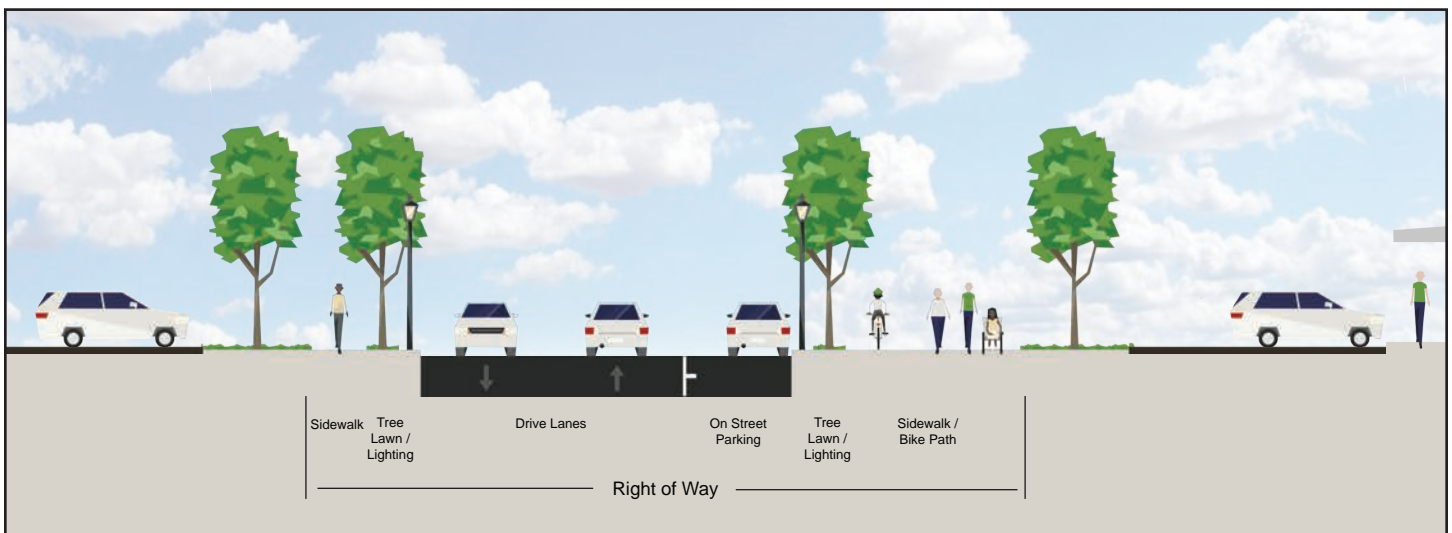 Sidewalk
Tree
Lawn /
Lighting
Drive Lanes
On Street
Parking
Tree
Lawn /
Lighting
Sidewalk /
Bike Path
Right of Way